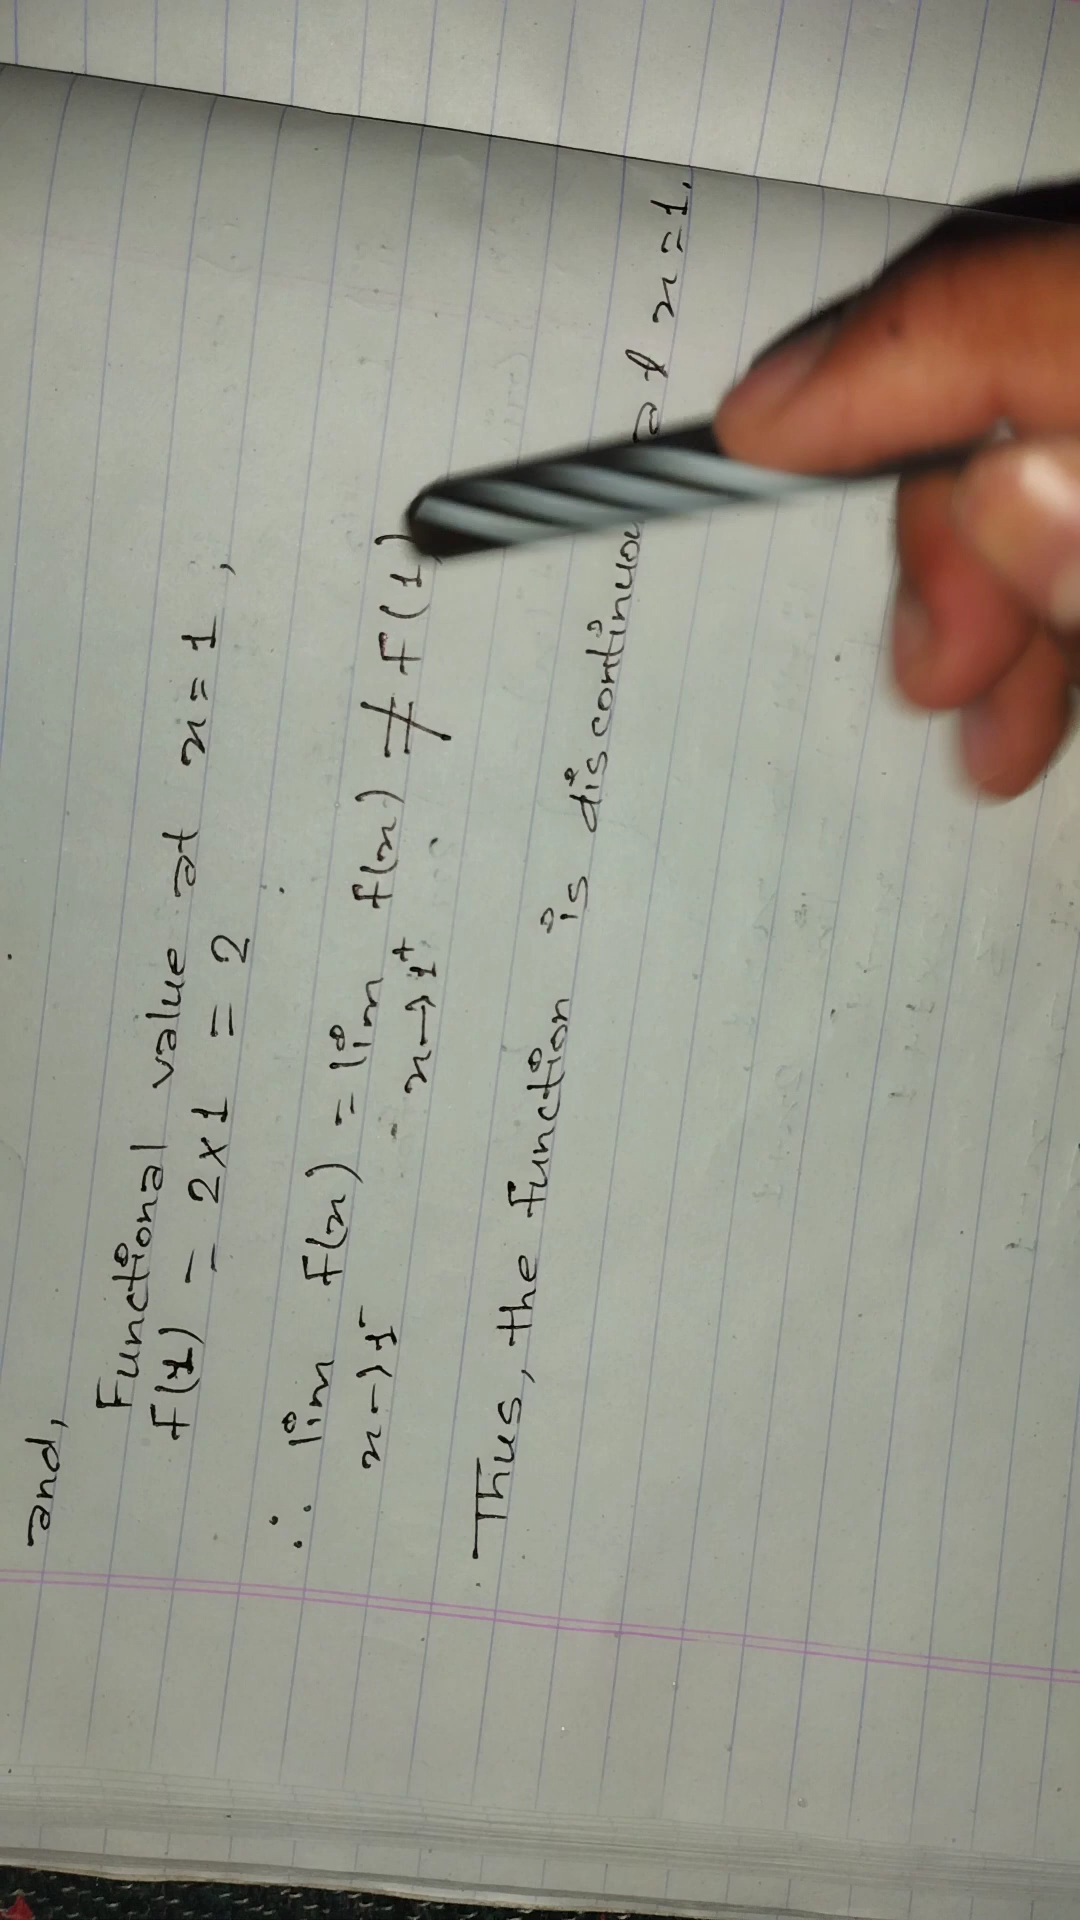 and,
Functional value at x=1,
f(1) = 2×1 = 2
∴ lim f(x) = lim f(x) ≠ f(1)
x→1⁻ x→1⁺
Thus, the function is at x=1.